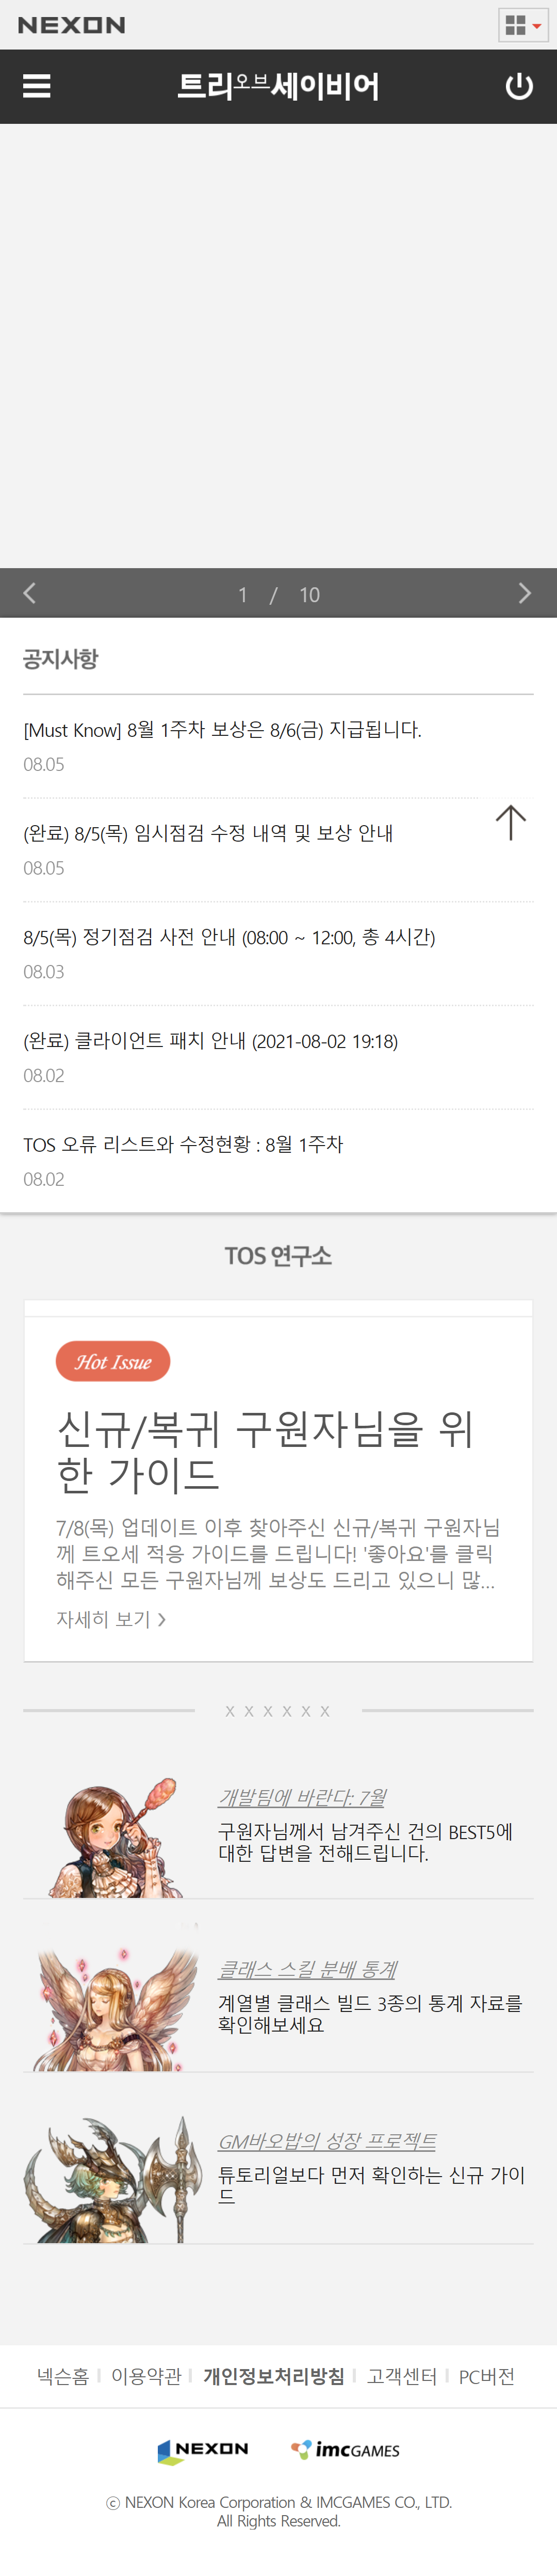 NEXON
트리오브세이비어
1 / 10
공지사항
[Must Know] 8월 1주차 보상은 8/6(금) 지급됩니다.
08.05
(완료) 8/5(목) 임시점검 수정 내역 및 보상 안내
08.05
8/5(목) 정기점검 사전 안내 (08:00 ~ 12:00, 총 4시간)
08.03
(완료) 클라이언트 패치 안내 (2021-08-02 19:18)
08.02
TOS 오류 리스트와 수정현황 : 8월 1주차
08.02
TOS 연구소
Hot Issue
신규/복귀 구원자님을 위
한 가이드
7/8(목) 업데이트 이후 찾아주신 신규/복귀 구원자님
께 트오세 적응 가이드를 드립니다! '좋아요'를 클릭
해주신 모든 구원자님께 보상도 드리고 있으니 많...
자세히 보기 >
x x x x x x
개발팀에 바란다: 7월
구원자님께서 남겨주신 건의 BEST5에
대한 답변을 전해드립니다.
클래스 스킬 분배 통계
계열별 클래스 빌드 3종의 통계 자료를
확인해보세요
GM바오밥의 성장 프로젝트
튜토리얼보다 먼저 확인하는 신규 가이
드
넥슨홈 이용약관 개인정보처리방침 고객센터 PC버전
NEXON imcGAMES
ⓒ NEXON Korea Corporation & IMCGAMES CO., LTD.
All Rights Reserved.